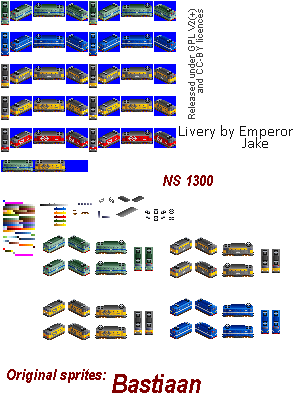 Released under GPL V2(+)
and CC-BY licences
Livery by Emperor
Jake
NS 1300
Original sprites:
Bastiaan